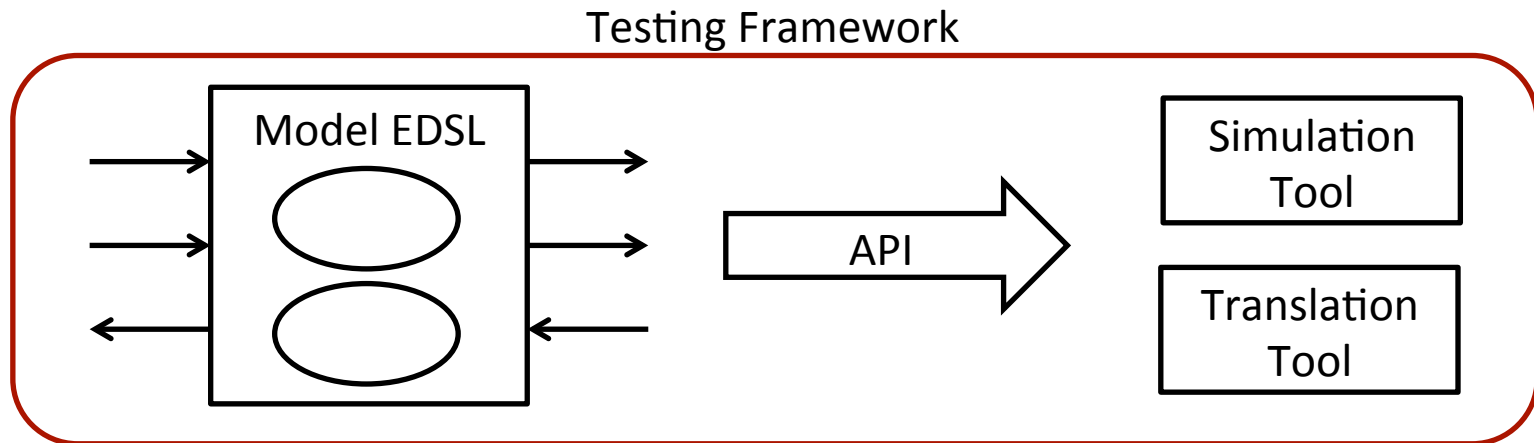 Testing Framework
Model EDSL
API
Simulation
Tool
Translation
Tool